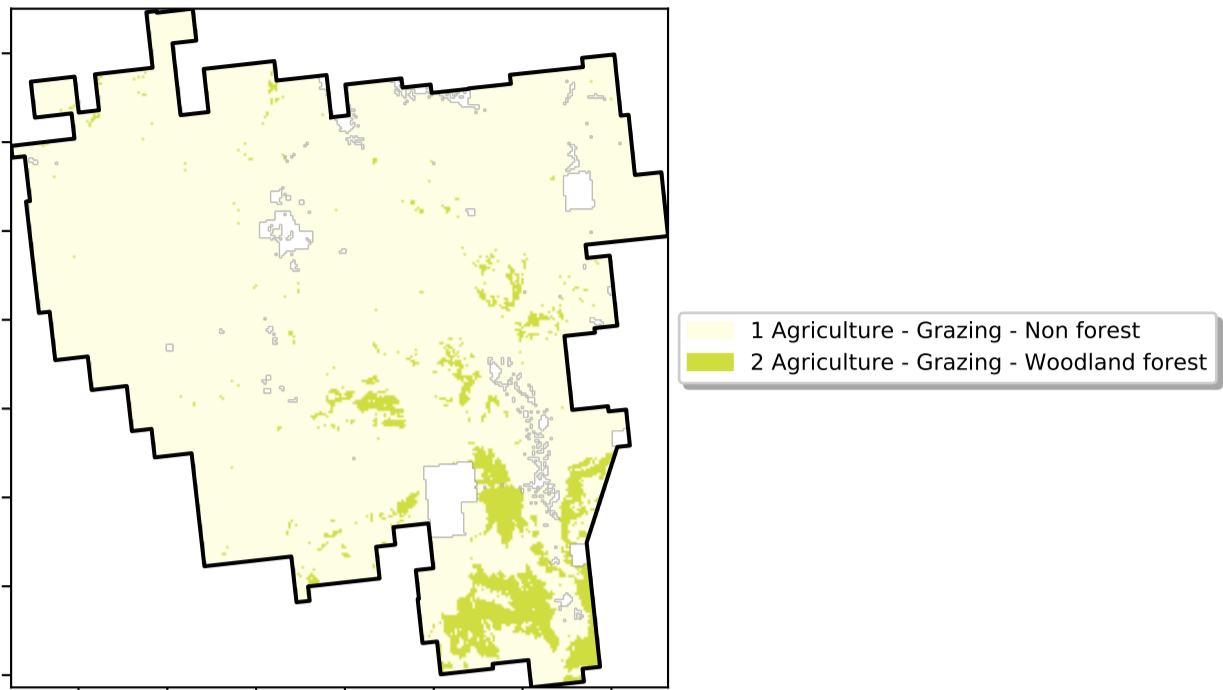 1 Agriculture - Grazing - Non forest
2 Agriculture - Grazing - Woodland forest